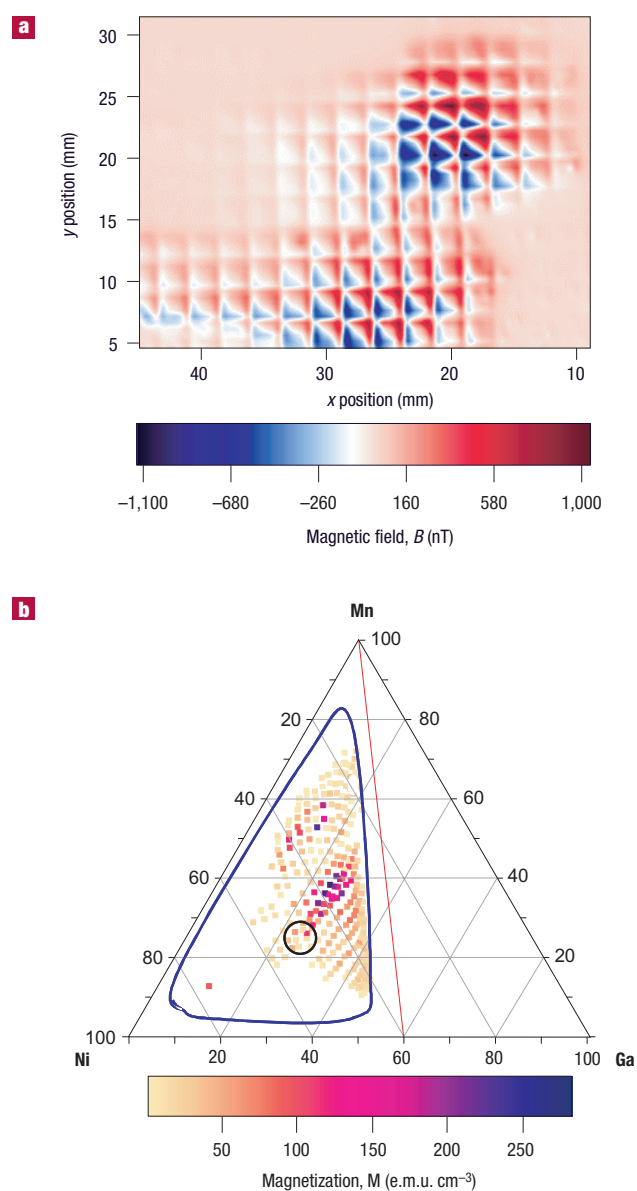 a
30
25
20
15
10
5
y position (mm)
40 30 20 10
x position (mm)
–1,100 –680 –260 160 580 1,000
Magnetic field, B (nT)
b
Mn
100
20 80
40 60
60 40
80 20
100
20 40 60 80 100
Ni Ga
50 100 150 200 250
Magnetization, M (e.m.u. cm⁻³)